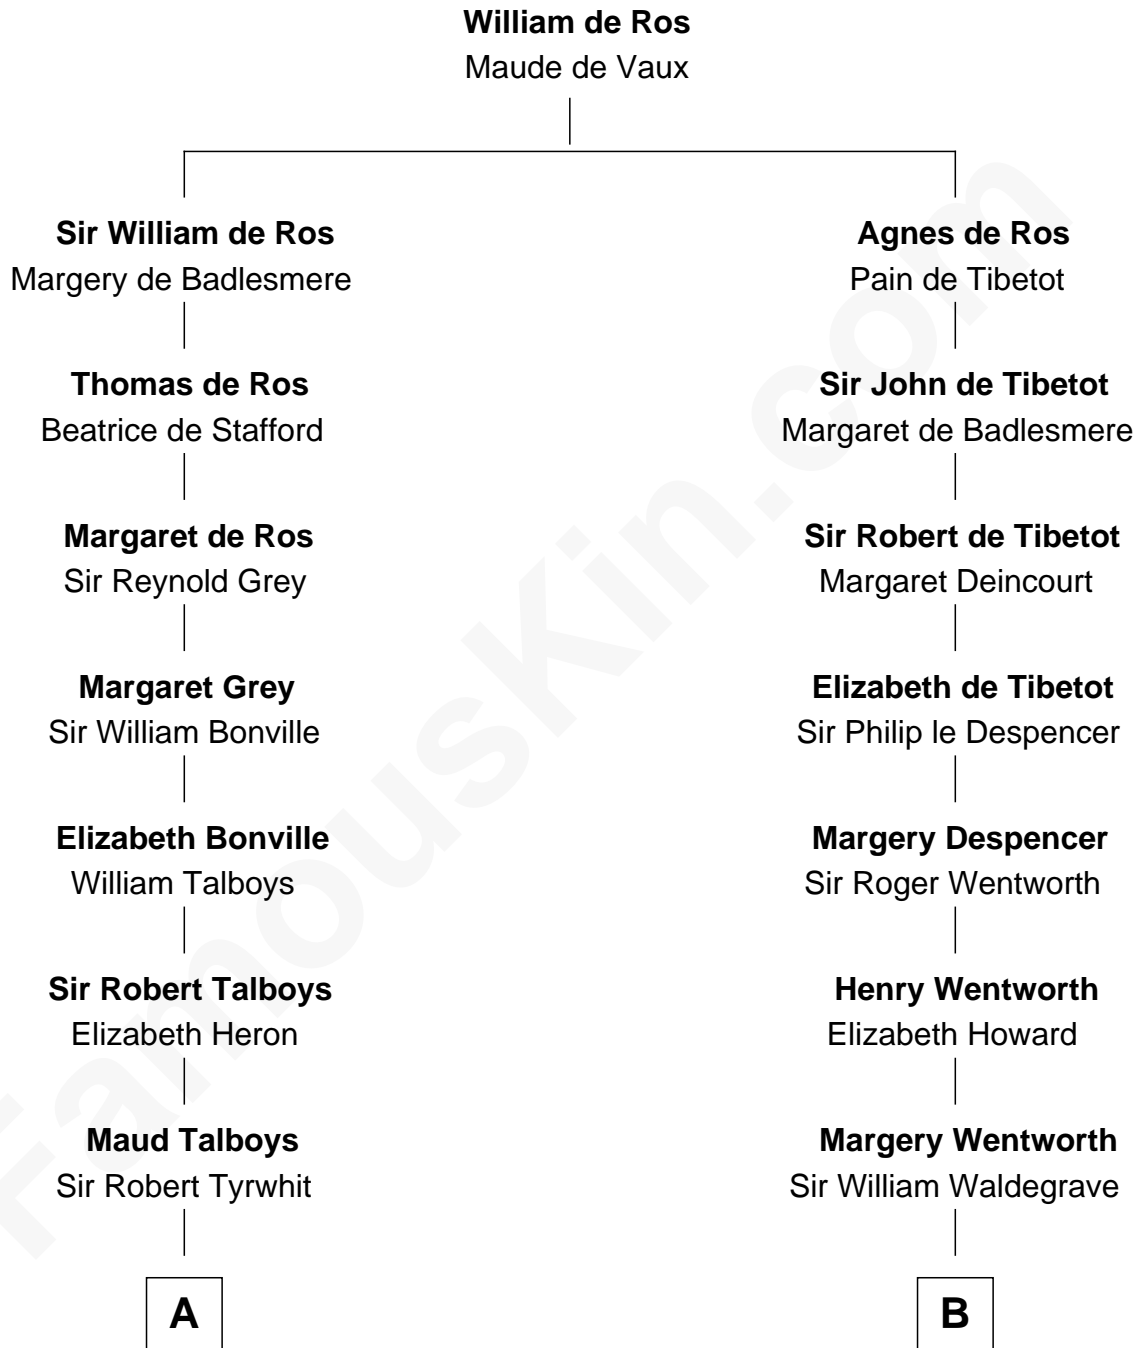 William de Ros
Maude de Vaux
Sir William de Ros
Margery de Badlesmere
Agnes de Ros
Pain de Tibetot
Thomas de Ros
Beatrice de Stafford
Sir John de Tibetot
Margaret de Badlesmere
Margaret de Ros
Sir Reynold Grey
Sir Robert de Tibetot
Margaret Deincourt
Margaret Grey
Sir William Bonville
Elizabeth de Tibetot
Sir Philip le Despencer
Elizabeth Bonville
William Talboys
Margery Despencer
Sir Roger Wentworth
Sir Robert Talboys
Elizabeth Heron
Henry Wentworth
Elizabeth Howard
Maud Talboys
Sir Robert Tyrwhit
Margery Wentworth
Sir William Waldegrave
A
B
FamousKin.com